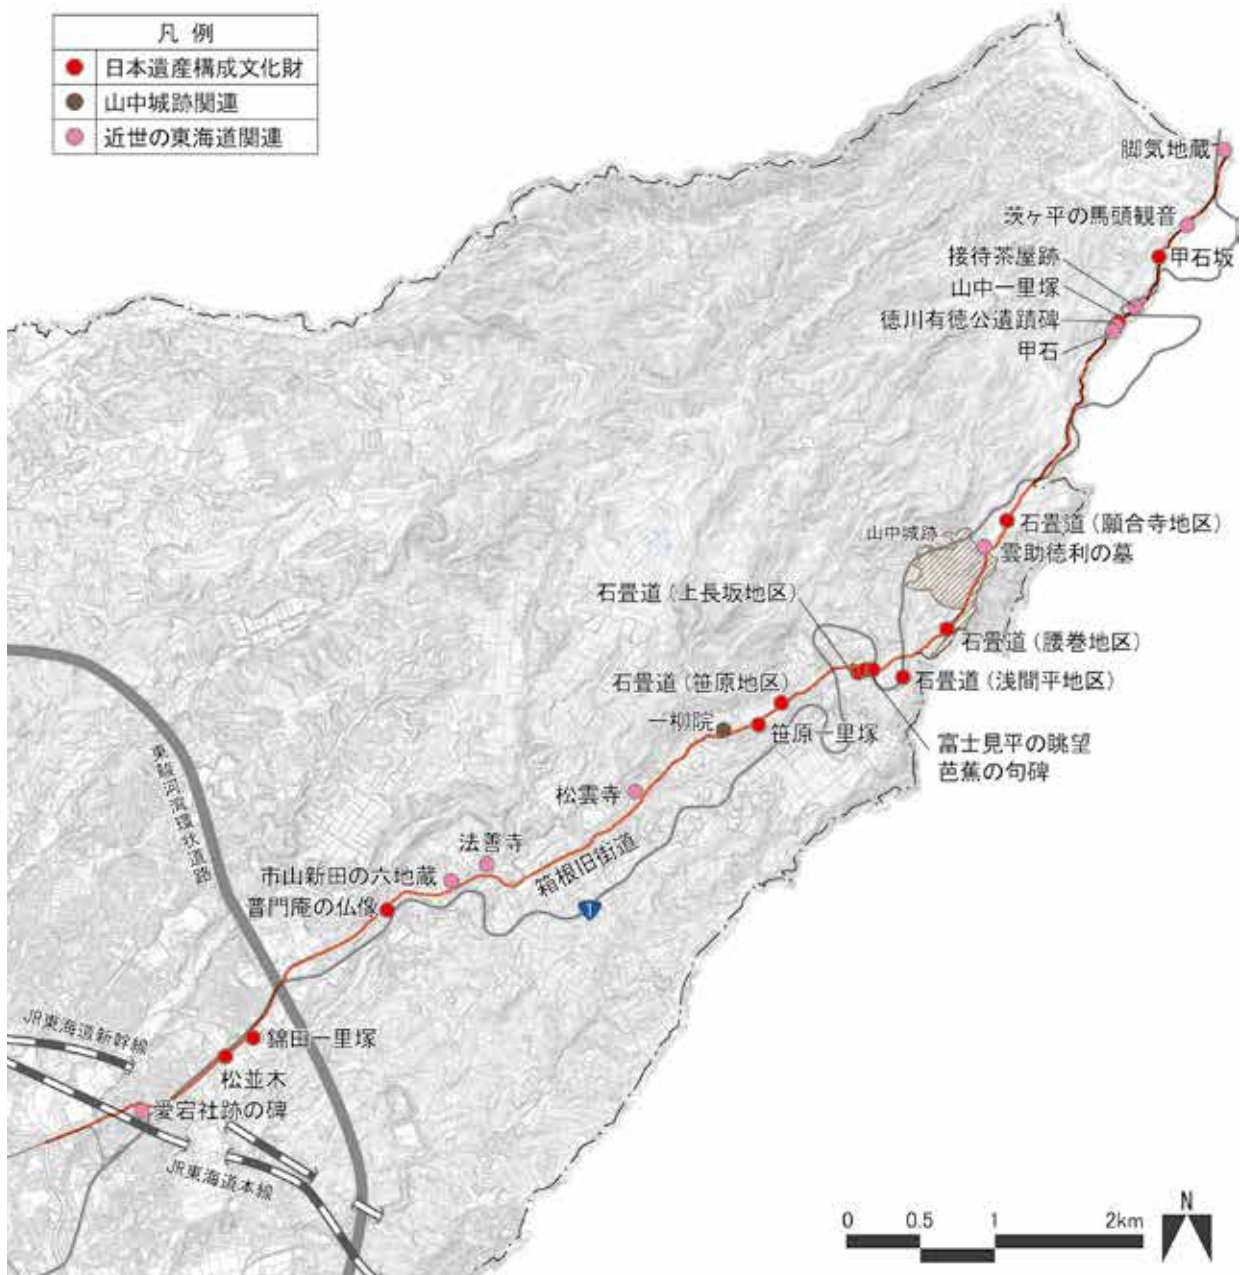 凡 例
日本遺産構成文化財
山中城跡関連
近世の東海道関連
脚気地蔵
茨ヶ平の馬頭観音
甲石坂
接待茶屋跡
山中一里塚
徳川有徳公遺蹟碑
甲石
石畳道（願合寺地区）
山中城跡
雲助徳利の墓
石畳道（上長坂地区）
石畳道（腰巻地区）
石畳道（浅間平地区）
石畳道（笹原地区）
一柳院
笹原一里塚
富士見平の眺望
芭蕉の句碑
松雲寺
東駿河湾環状道路
法善寺
箱根旧街道
市山新田の六地蔵
普門庵の仏像
1
JR東海道新幹線
錦田一里塚
松並木
愛宕社跡の碑
JR東海道本線
0 0.5 1 2km
N